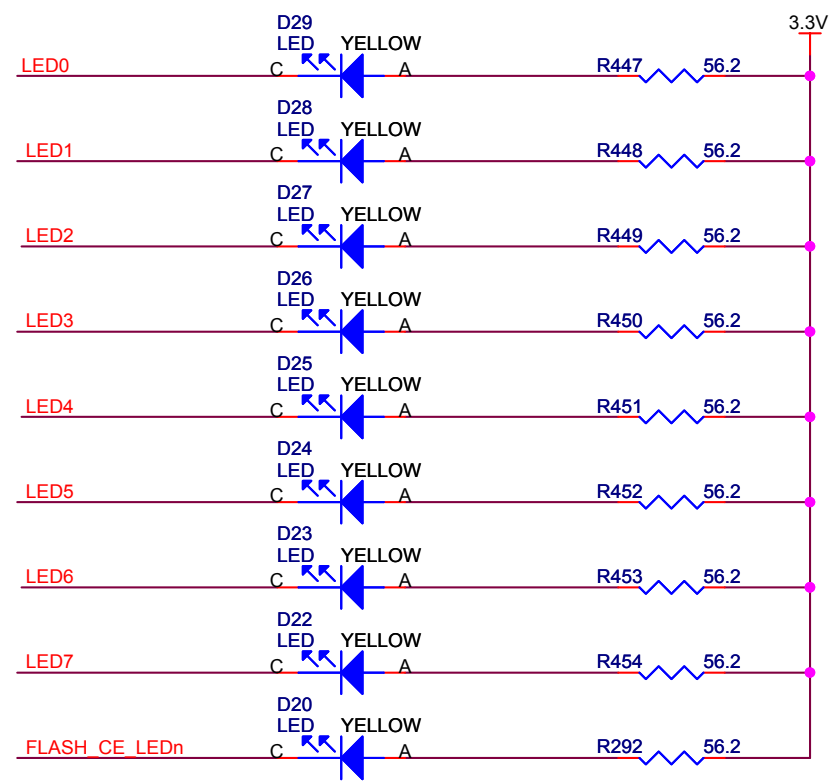 D29 3.3V
LED YELLOW
LED0 C A R447 56.2
D28
LED YELLOW
LED1 C A R448 56.2
D27
LED YELLOW
LED2 C A R449 56.2
D26
LED YELLOW
LED3 C A R450 56.2
D25
LED YELLOW
LED4 C A R451 56.2
D24
LED YELLOW
LED5 C A R452 56.2
D23
LED YELLOW
LED6 C A R453 56.2
D22
LED YELLOW
LED7 C A R454 56.2
D20
LED YELLOW
FLASH_CE_LEDn C A R292 56.2